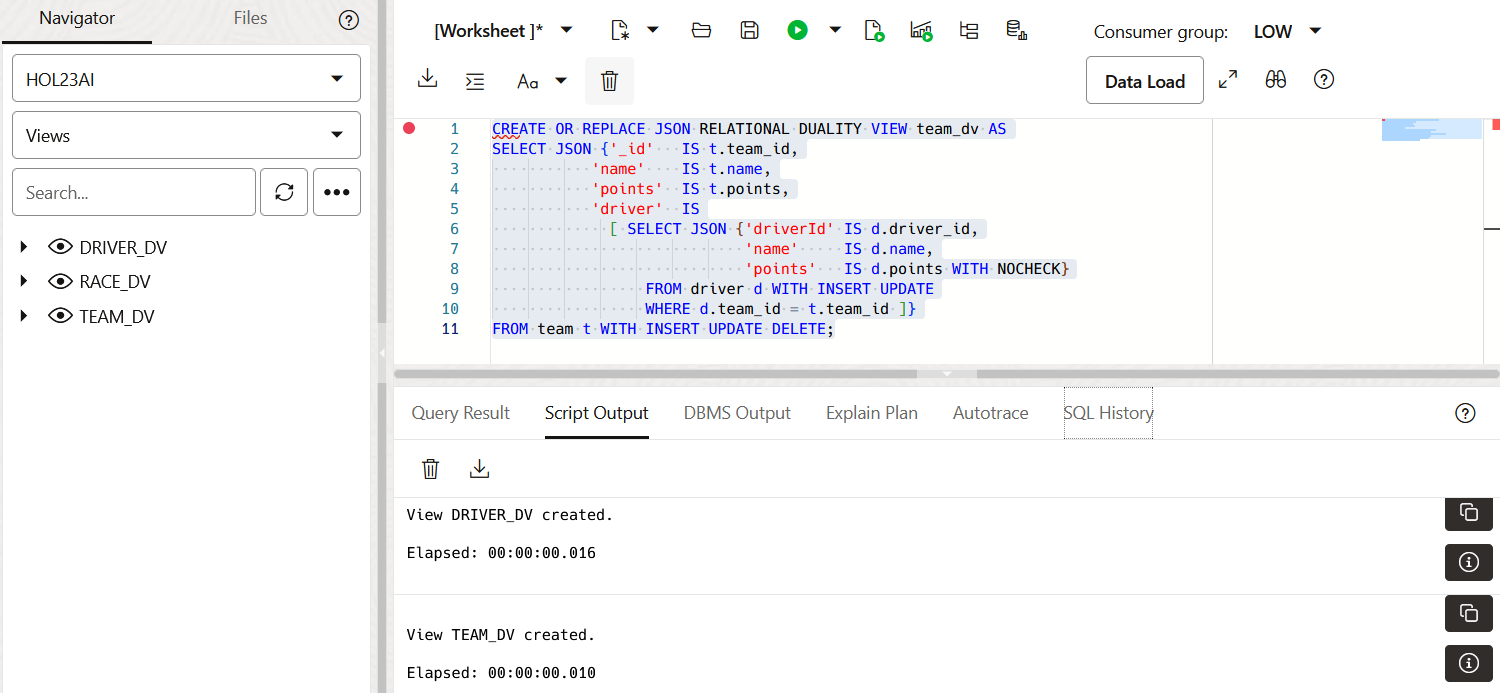 Navigator
Files
HOL23AI
Views
Search...
DRIVER_DV
RACE_DV
TEAM_DV
[Worksheet ]*
Consumer group: LOW
Aa
Data Load
1 CREATE OR REPLACE JSON RELATIONAL DUALITY VIEW team_dv AS
2 SELECT JSON {'_id' IS t.team_id,
3 'name' IS t.name,
4 'points' IS t.points,
5 'driver' IS
6 [ SELECT JSON {'driverId' IS d.driver_id,
7 'name' IS d.name,
8 'points' IS d.points WITH NOCHECK}
9 FROM driver d WITH INSERT UPDATE
10 WHERE d.team_id = t.team_id ]}
11 FROM team t WITH INSERT UPDATE DELETE;
Query Result
Script Output
DBMS Output
Explain Plan
Autotrace
SQL History
View DRIVER_DV created.
Elapsed: 00:00:00.016
View TEAM_DV created.
Elapsed: 00:00:00.010